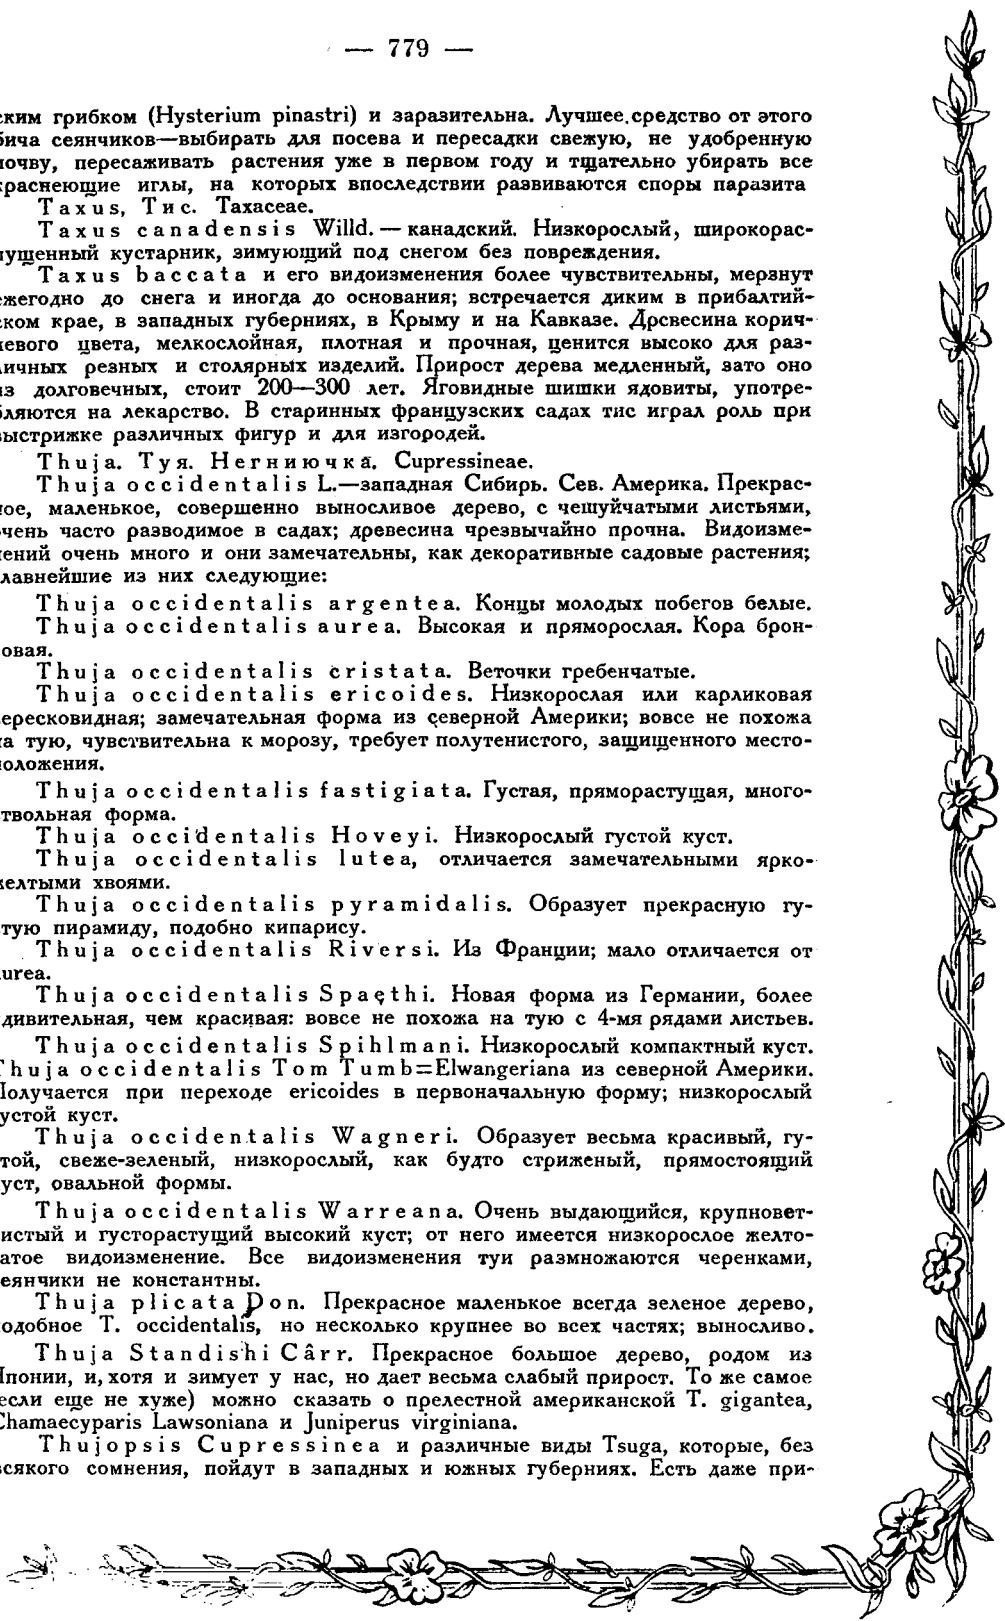 — 779 —
ским грибком (Hysterium pinastri) и заразительна. Лучшее средство от этого
бича сеянчиков—выбирать для посева и пересадки свежую, не удобренную
почву, пересаживать растения уже в первом году и тщательно убирать все
краснеющие иглы, на которых впоследствии развиваются споры паразита
Taxus, Тис. Taxaceae.
Taxus canadensis Willd. — канадский. Низкорослый, широкорас-
пущенный кустарник, зимующий под снегом без повреждения.
Taxus baccata и его видоизменения более чувствительны, мерзнут
ежегодно до снега и иногда до основания; встречается диким в прибалтий-
ском крае, в западных губерниях, в Крыму и на Кавказе. Дрсвесина корич-
невого цвета, мелкослойная, плотная и прочная, ценится высоко для раз-
личных резных и столярных изделий. Прирост дерева медленный, зато оно
из долговечных, стоит 200—300 лет. Яговидные шишки ядовиты, употре-
бляются на лекарство. В старинных французских садах тис играл роль при
выстрижке различных фигур и для изгородей.
Thuja. Туя. Негниючка. Cupressineae.
Thuja occidentalis L.—западная Сибирь. Сев. Америка. Прекрас-
ное, маленькое, совершенно выносливое дерево, с чешуйчатыми листьями,
очень часто разводимое в садах; древесина чрезвычайно прочна. Видоизме-
нений очень много и они замечательны, как декоративные садовые растения;
главнейшие из них следующие:
Thuja occidentalis argentea. Концы молодых побегов белые.
Thuja occidentalis aurea. Высокая и пряморослая. Кора брон-
зовая.
Thuja occidentalis cristata. Веточки гребенчатые.
Thuja occidentalis ericoides. Низкорослая или карликовая
вересковидная; замечательная форма из северной Америки; вовсе не похожа
на тую, чувствительна к морозу, требует полутенистого, защищенного место-
положения.
Thuja occidentalis fastigiata. Густая, прямора­стущая, много-
ствольная форма.
Thuja occidentalis Hoveyi. Низкорослый густой куст.
Thuja occidentalis lutea, отличается замечательными ярко-
желтыми хвоями.
Thuja occidentalis pyramidalis. Образует прекрасную гу-
стую пирамиду, подобно кипарису.
Thuja occidentalis Riversi. Из Франции; мало отличается от
aurea.
Thuja occidentalis Spaethi. Новая форма из Германии, более
удивительная, чем красивая: вовсе не похожа на тую с 4-мя рядами листьев.
Thuja occidentalis Spihlmani. Низкорослый компактный куст.
Thuja occidentalis Tom Tumb=Elwangeriana из северной Америки.
Получается при переходе ericoides в первоначальную форму; низкорослый
густой куст.
Thuja occidentalis Wagneri. Образует весьма красивый, гу-
стой, свеже-зеленый, низкорослый, как будто стриженый, прямостоящий
куст, овальной формы.
Thuja occidentalis Warreana. Очень выдающийся, крупновет-
вистый и густорастущий высокий куст; от него имеется низкорослое желто-
ватое видоизменение. Все видоизменения туи размножаются черенками,
сеянчики не константны.
Thuja plicata Don. Прекрасное маленькое всегда зеленое дерево,
подобное T. occidentalis, но несколько крупнее во всех частях; выносливо.
Thuja Standishi Carr. Прекрасное большое дерево, родом из
Японии, и, хотя и зимует у нас, но дает весьма слабый прирост. То же самое
(если еще не хуже) можно сказать о прелестной американской T. gigantea,
Chamaecyparis Lawsoniana и Juniperus virginiana.
Thujopsis Cupressinea и различные виды Tsuga, которые, без
всякого сомнения, пойдут в западных и южных губерниях. Есть даже при-